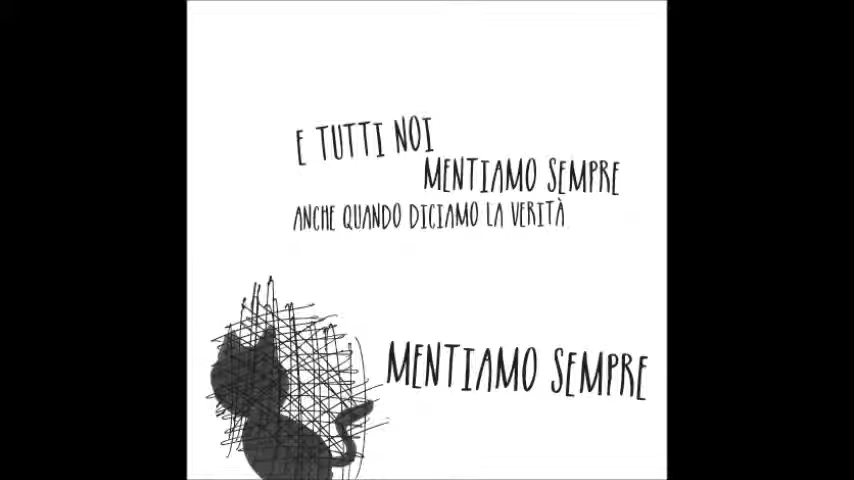 E TUTTI NOI
MENTIAMO SEMPRE
ANCHE QUANDO DICIAMO LA VERITÀ
MENTIAMO SEMPRE